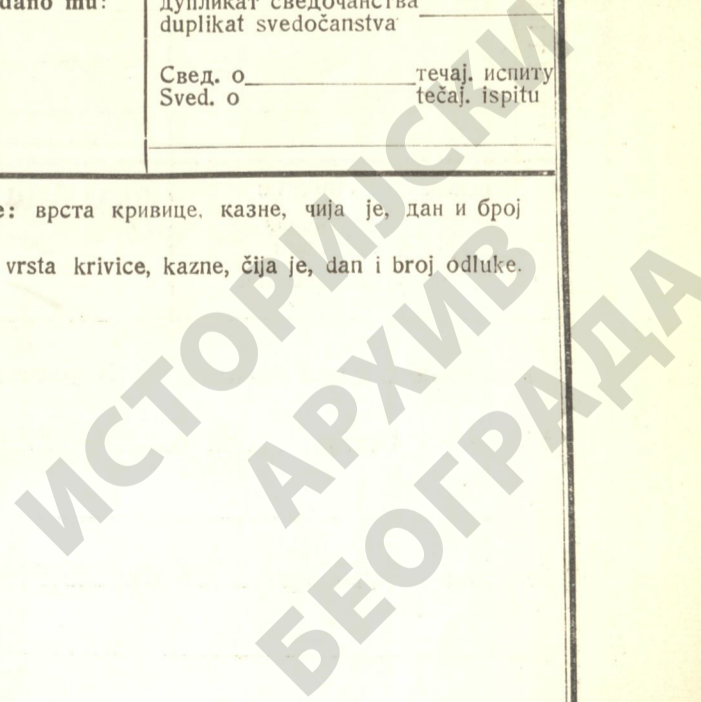 dano mu:
дупликат сведочанства
duplikat svedočanstva
Свед. о течај. испиту
Sved. o tečaj. ispitu
е: врста кривице. казне, чија је, дан и број
vrsta krivice, kazne, čija je, dan i broj odluke.
ИСТОРИЈСКИ
АРХИВ
БЕОГРАДА